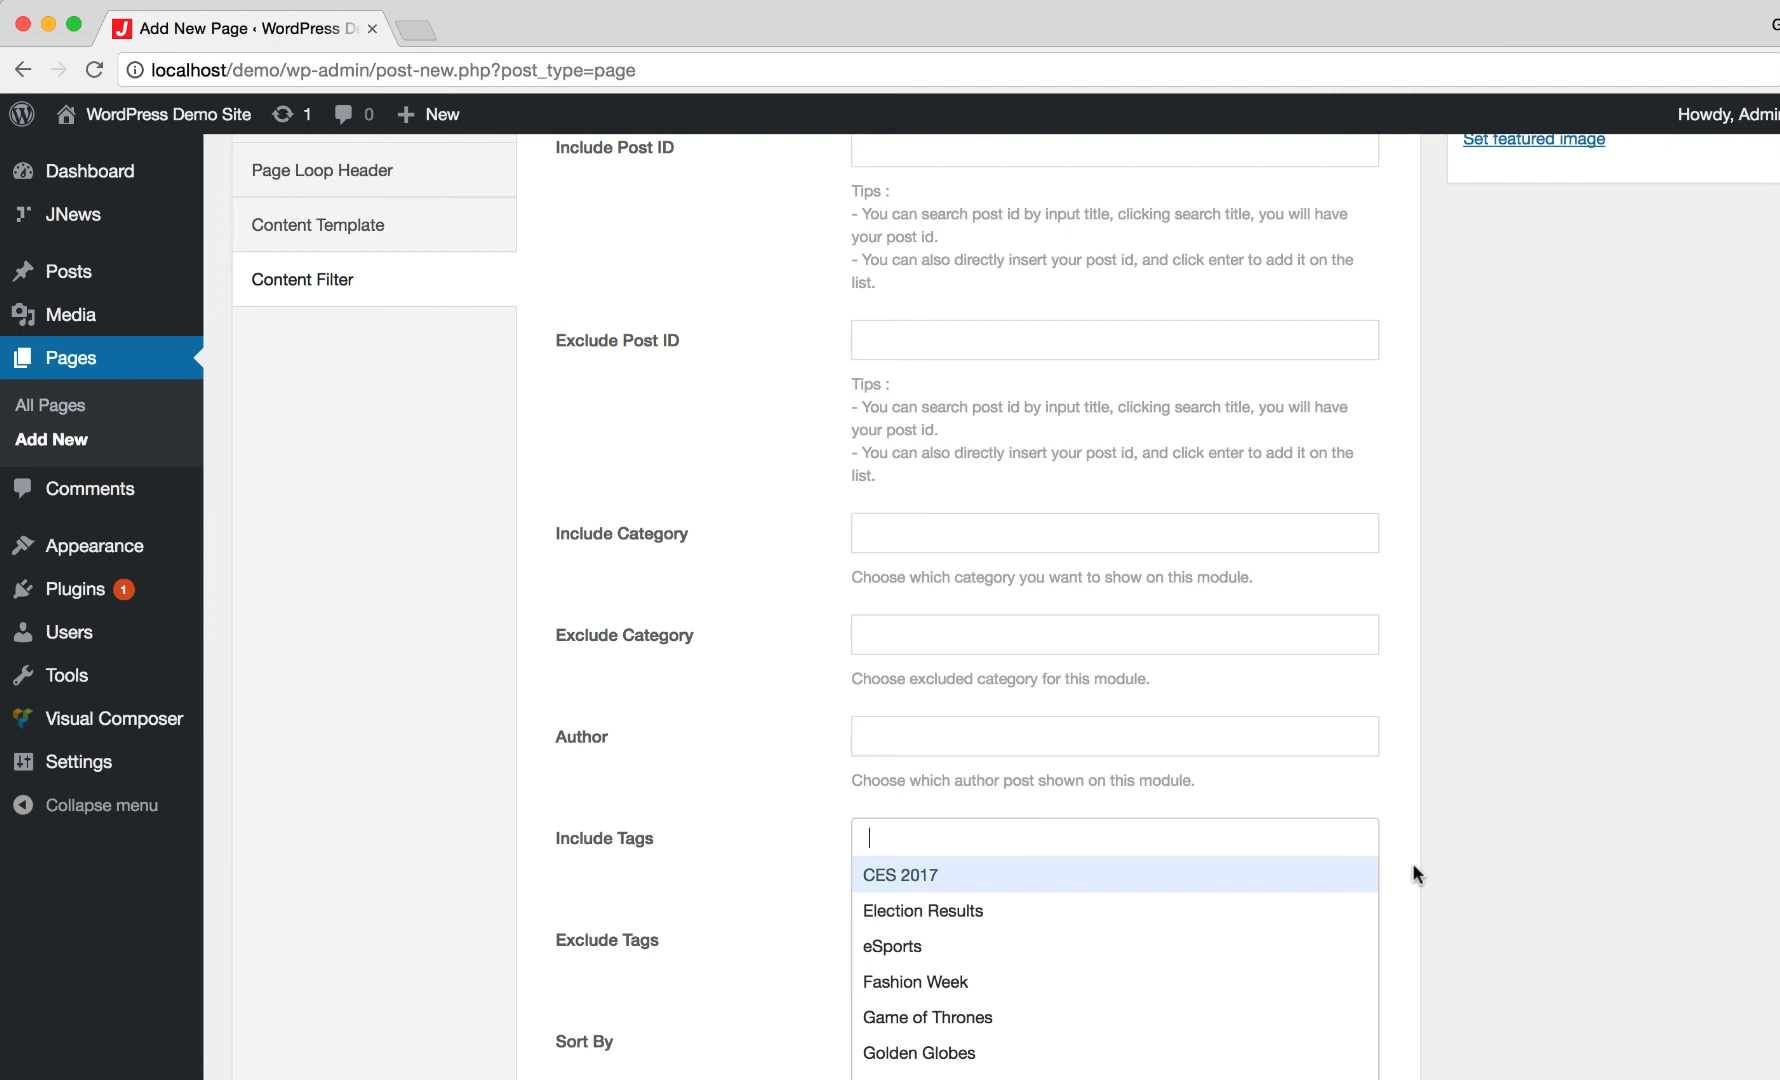 Add New Page ‹ WordPress De
localhost/demo/wp-admin/post-new.php?post_type=page
WordPress Demo Site 1 0 New
Howdy, Admin
Dashboard
JNews
Posts
Media
Pages
All Pages
Add New
Comments
Appearance
Plugins 1
Users
Tools
Visual Composer
Settings
Collapse menu
Page Loop Header
Content Template
Content Filter
Include Post ID
Tips :
- You can search post id by input title, clicking search title, you will have
your post id.
- You can also directly insert your post id, and click enter to add it on the
list.
Exclude Post ID
Tips :
- You can search post id by input title, clicking search title, you will have
your post id.
- You can also directly insert your post id, and click enter to add it on the
list.
Include Category
Choose which category you want to show on this module.
Exclude Category
Choose excluded category for this module.
Author
Choose which author post shown on this module.
Include Tags
CES 2017
Election Results
eSports
Fashion Week
Game of Thrones
Golden Globes
Exclude Tags
Sort By
Set featured image